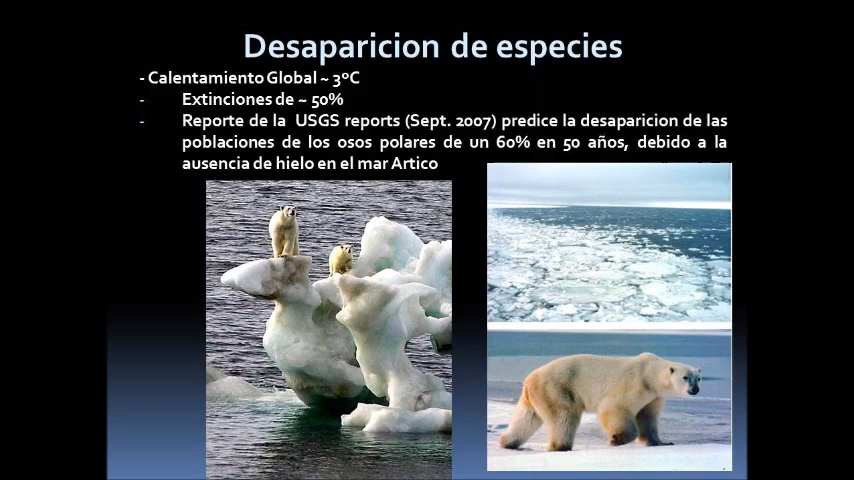 Desaparicion de especies
- Calentamiento Global ~ 3ºC
- Extinciones de ~ 50%
- Reporte de la USGS reports (Sept. 2007) predice la desaparicion de las
poblaciones de los osos polares de un 60% en 50 años, debido a la
ausencia de hielo en el mar Artico